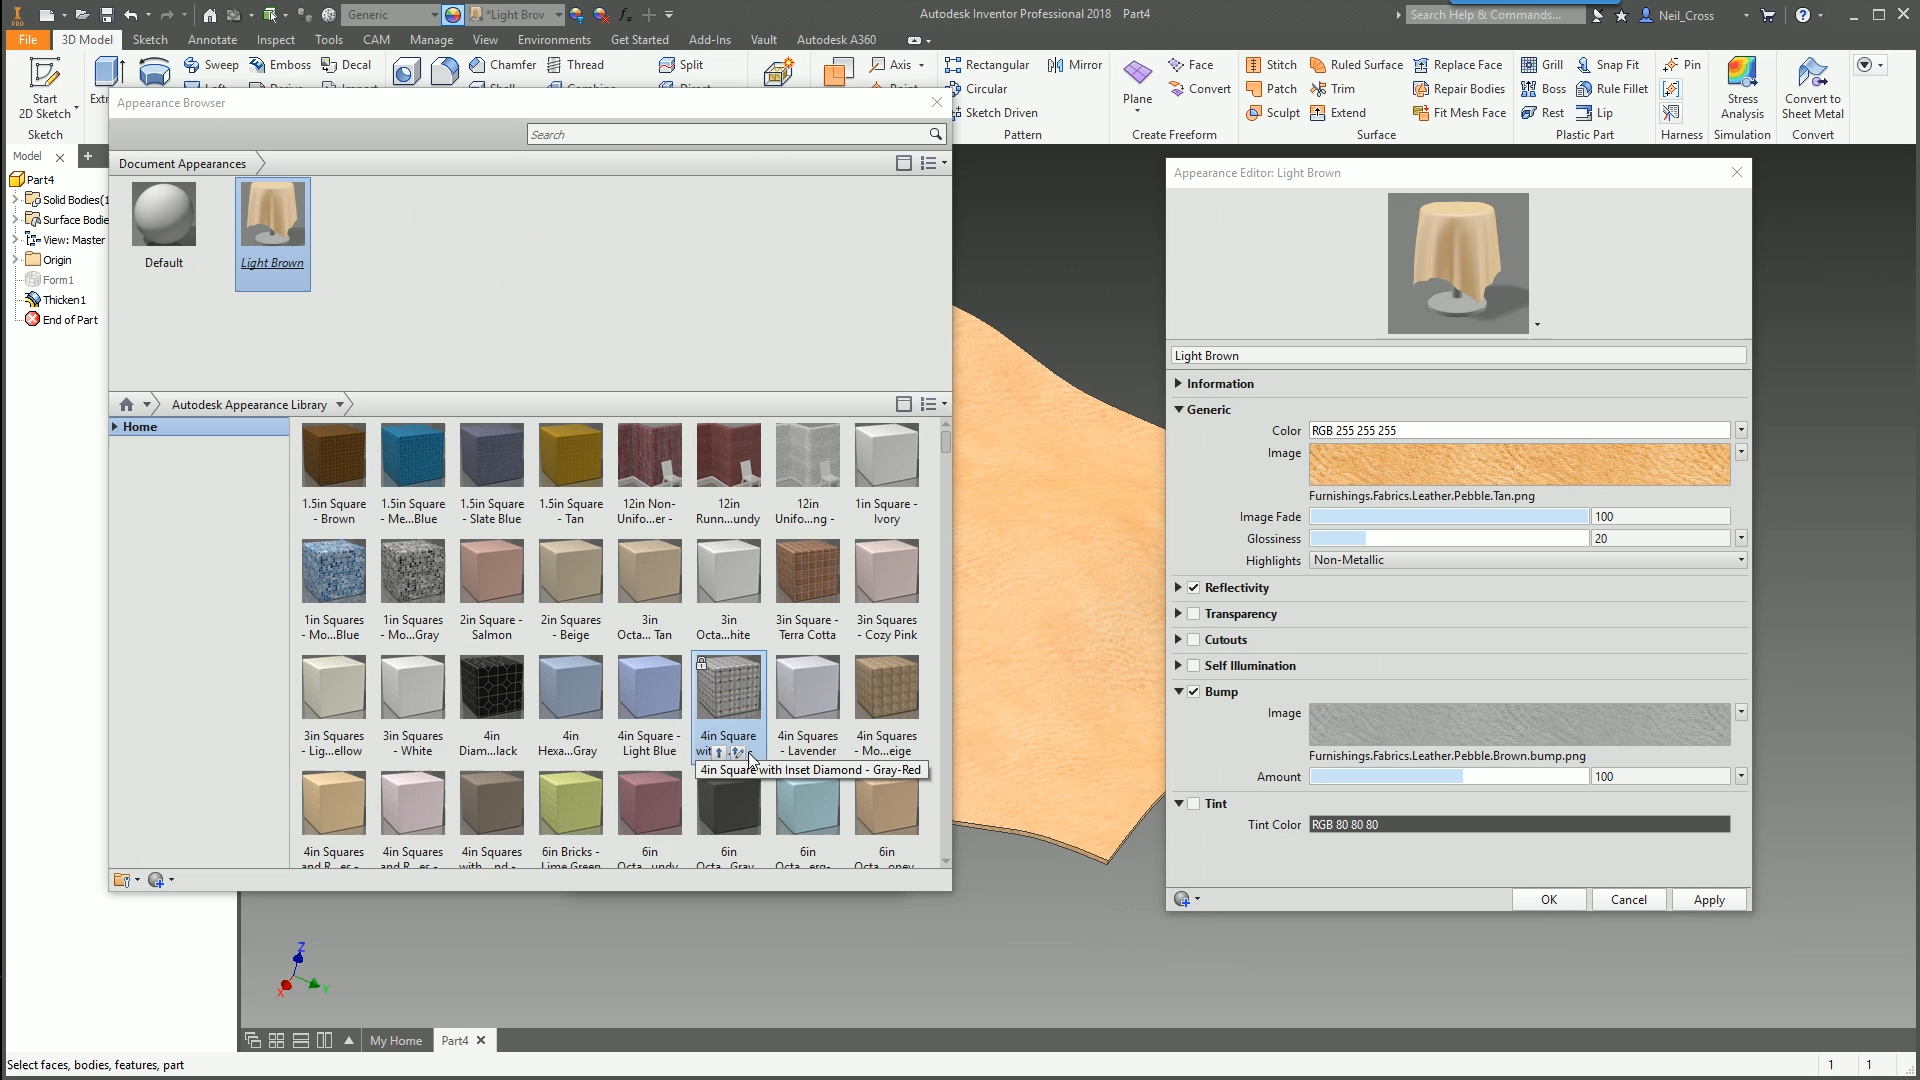 PRO
Generic
*Light Brov
Autodesk Inventor Professional 2018 Part4
Search Help & Commands...
Neil_Cross
File 3D Model Sketch Annotate Inspect Tools CAM Manage View Environments Get Started Add-Ins Vault Autodesk A360
Start
2D Sketch
Sketch
Sweep Emboss Decal
Chamfer Thread
Split
Axis
Rectangular Mirror
Circular
Sketch Driven
Pattern
Plane
Face
Convert
Create Freeform
Stitch Ruled Surface Replace Face
Patch Trim Repair Bodies
Sculpt Extend Fit Mesh Face
Surface
Grill Snap Fit
Boss Rule Fillet
Rest Lip
Plastic Part
Pin
Harness
Stress
Analysis
Simulation
Convert to
Sheet Metal
Convert
Model
Part4
Solid Bodies(1
Surface Bodie
View: Master
Origin
Form1
Thicken1
End of Part
Appearance Browser
Search
Document Appearances
Default
Light Brown
Autodesk Appearance Library
Home
1.5in Square - Brown
1.5in Square - Me...Blue
1.5in Square - Slate Blue
1.5in Square - Tan
12in Non-Unifo...er -
12in Runn...undy
12in Unifo...ng -
1in Square - Ivory
1in Squares - Mo...Blue
1in Squares - Mo...Gray
2in Square - Salmon
2in Squares - Beige
3in Octa... Tan
3in Octa...hite
3in Square - Terra Cotta
3in Squares - Cozy Pink
3in Squares - Lig...ellow
3in Squares - White
4in Diam...lack
4in Hexa...Gray
4in Square - Light Blue
4in Square
4in Squares - Lavender
4in Squares - Mo...eige
4in Square with Inset Diamond - Gray-Red
4in Squares
4in Squares
4in Squares
6in Bricks - Lime Green
6in
6in
6in
6in
Appearance Editor: Light Brown
Light Brown
Information
Generic
Color RGB 255 255 255
Image
Furnishings.Fabrics.Leather.Pebble.Tan.png
Image Fade 100
Glossiness 20
Highlights Non-Metallic
Reflectivity
Transparency
Cutouts
Self Illumination
Bump
Image
Furnishings.Fabrics.Leather.Pebble.Brown.bump.png
Amount 100
Tint
Tint Color RGB 80 80 80
OK Cancel Apply
Z
X
Y
My Home Part4
Select faces, bodies, features, part
1 1